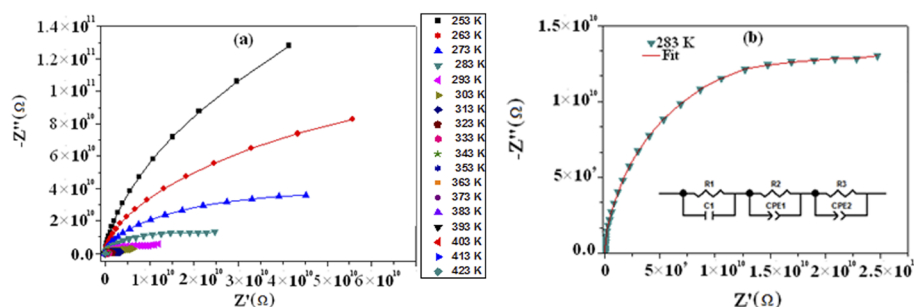 (a)
-Z''(Ω)
1.4×10¹¹
1.2×10¹¹
1.0×10¹¹
8×10¹⁰
6×10¹⁰
4×10¹⁰
2×10¹⁰
0.0
0 1×10¹⁰ 2×10¹⁰ 3×10¹⁰ 4×10¹⁰ 5×10¹⁰ 6×10¹⁰
Z'(Ω)
253 K
263 K
273 K
283 K
293 K
303 K
313 K
323 K
333 K
343 K
353 K
363 K
373 K
383 K
393 K
403 K
413 K
423 K
(b)
283 K
Fit
-Z''(Ω)
1.5×10¹⁰
1×10¹⁰
5×10⁹
0.0
R1 R2 R3
C1 CPE1 CPE2
0 5×10⁹ 1×10¹⁰ 1.5×10¹⁰ 2×10¹⁰
Z'(Ω)